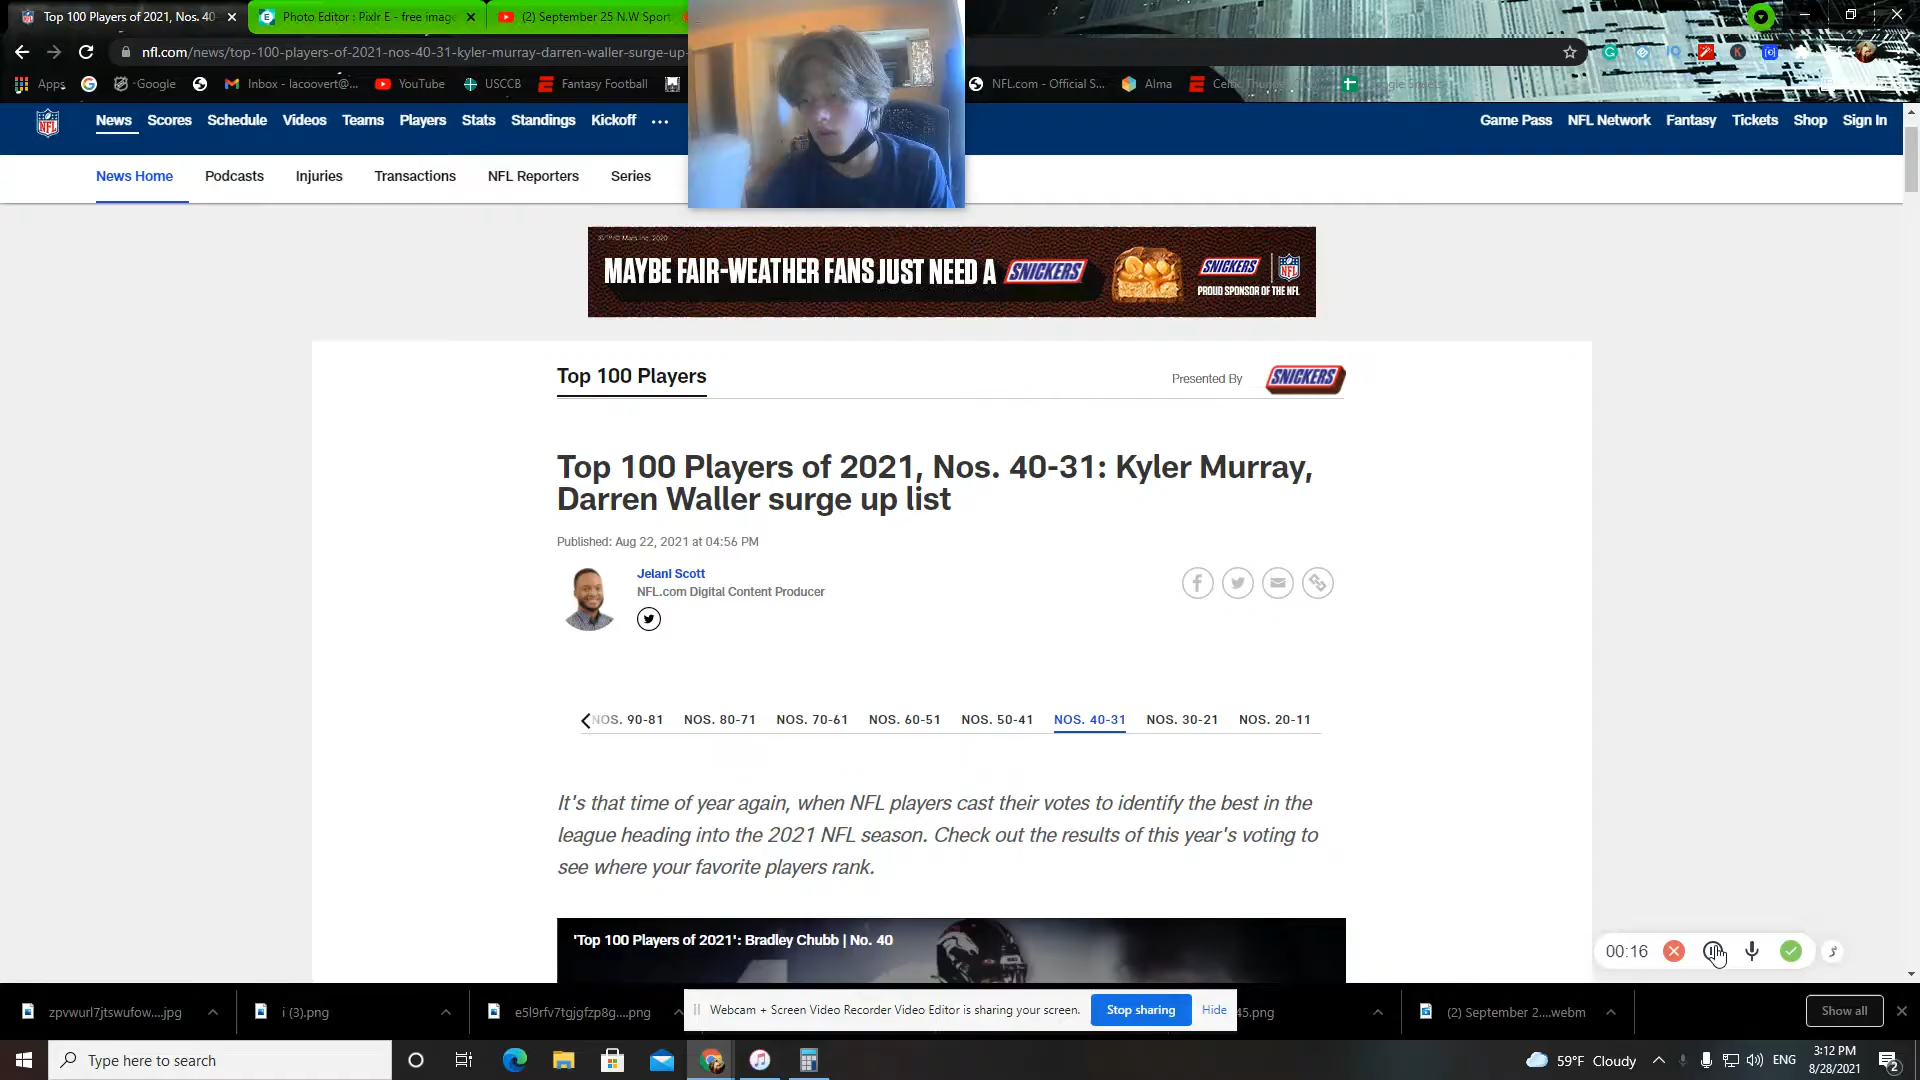 Top 100 Players of 2021, Nos. 40
Photo Editor : Pixlr E - free image
(2) September 25 N.W Sport
nfl.com/news/top-100-players-of-2021-nos-40-31-kyler-murray-darren-waller-surge-up-
Apps
-Google
Inbox - lacoovert@...
YouTube
USCCB
Fantasy Football
NFL.com - Official S...
Alma
News
Scores
Schedule
Videos
Teams
Players
Stats
Standings
Kickoff
Game Pass
NFL Network
Fantasy
Tickets
Shop
Sign In
News Home
Podcasts
Injuries
Transactions
NFL Reporters
Series
MAYBE FAIR-WEATHER FANS JUST NEED A SNICKERS
SNICKERS
NFL
PROUD SPONSOR OF THE NFL
Top 100 Players
Presented By
SNICKERS
Top 100 Players of 2021, Nos. 40-31: Kyler Murray,
Darren Waller surge up list
Published: Aug 22, 2021 at 04:56 PM
Jelani Scott
NFL.com Digital Content Producer
NOS. 90-81
NOS. 80-71
NOS. 70-61
NOS. 60-51
NOS. 50-41
NOS. 40-31
NOS. 30-21
NOS. 20-11
It's that time of year again, when NFL players cast their votes to identify the best in the
league heading into the 2021 NFL season. Check out the results of this year's voting to
see where your favorite players rank.
'Top 100 Players of 2021': Bradley Chubb | No. 40
00:16
zpvwurl7jtswufow....jpg
i (3).png
e5l9rfv7tgjgfzp8g....png
Webcam + Screen Video Recorder Video Editor is sharing your screen.
Stop sharing
Hide
45.png
(2) September 2....webm
Show all
Type here to search
59°F Cloudy
ENG
3:12 PM
8/28/2021
2